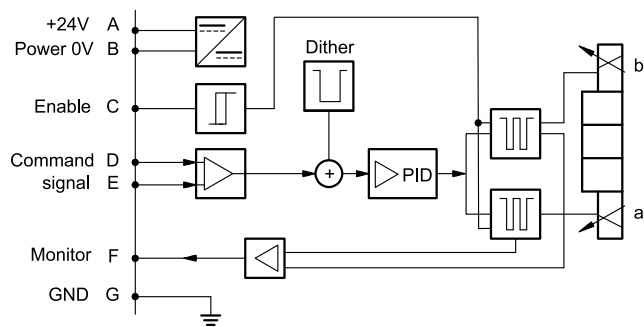 +24V A
Power 0V B
Dither
b
Enable C
Command D
signal E
+
PID
a
Monitor F
GND G